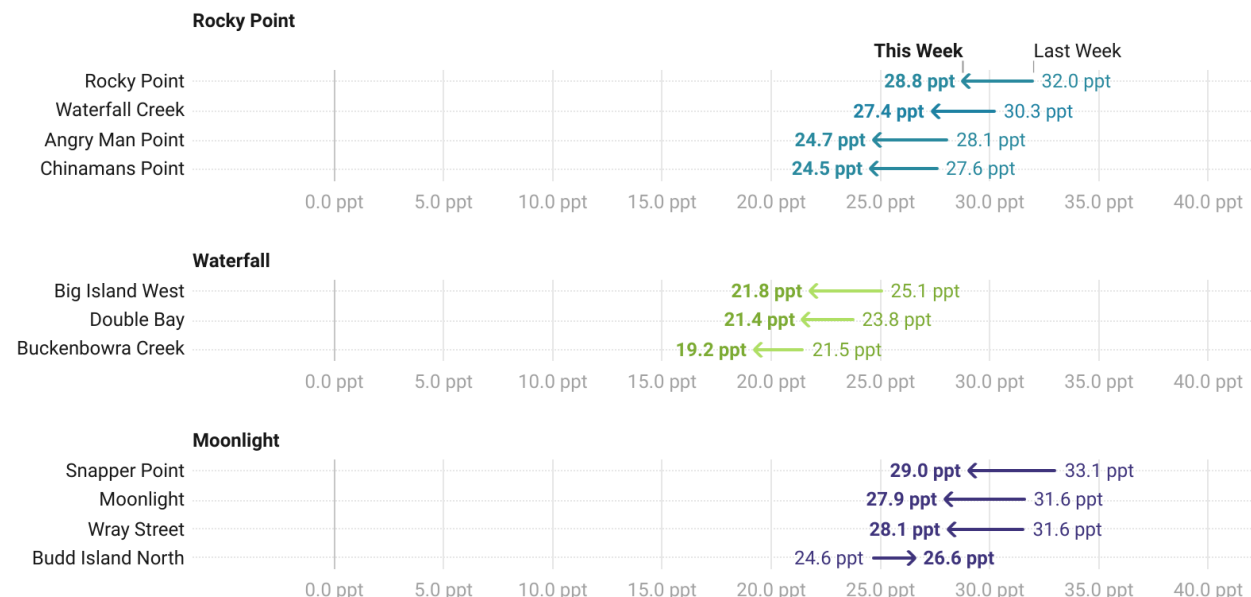 Rocky Point
This Week Last Week
Rocky Point 28.8 ppt 32.0 ppt
Waterfall Creek 27.4 ppt 30.3 ppt
Angry Man Point 24.7 ppt 28.1 ppt
Chinamans Point 24.5 ppt 27.6 ppt
0.0 ppt 5.0 ppt 10.0 ppt 15.0 ppt 20.0 ppt 25.0 ppt 30.0 ppt 35.0 ppt 40.0 ppt
Waterfall
Big Island West 21.8 ppt 25.1 ppt
Double Bay 21.4 ppt 23.8 ppt
Buckenbowra Creek 19.2 ppt 21.5 ppt
0.0 ppt 5.0 ppt 10.0 ppt 15.0 ppt 20.0 ppt 25.0 ppt 30.0 ppt 35.0 ppt 40.0 ppt
Moonlight
Snapper Point 29.0 ppt 33.1 ppt
Moonlight 27.9 ppt 31.6 ppt
Wray Street 28.1 ppt 31.6 ppt
Budd Island North 24.6 ppt 26.6 ppt
0.0 ppt 5.0 ppt 10.0 ppt 15.0 ppt 20.0 ppt 25.0 ppt 30.0 ppt 35.0 ppt 40.0 ppt